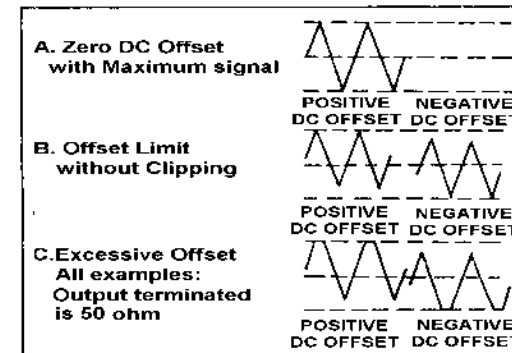 A. Zero DC Offset
with Maximum signal
POSITIVE NEGATIVE
DC OFFSET DC OFFSET
B. Offset Limit
without Clipping
POSITIVE NEGATIVE
DC OFFSET DC OFFSET
C.Excessive Offset
All examples:
Output terminated
is 50 ohm
POSITIVE NEGATIVE
DC OFFSET DC OFFSET